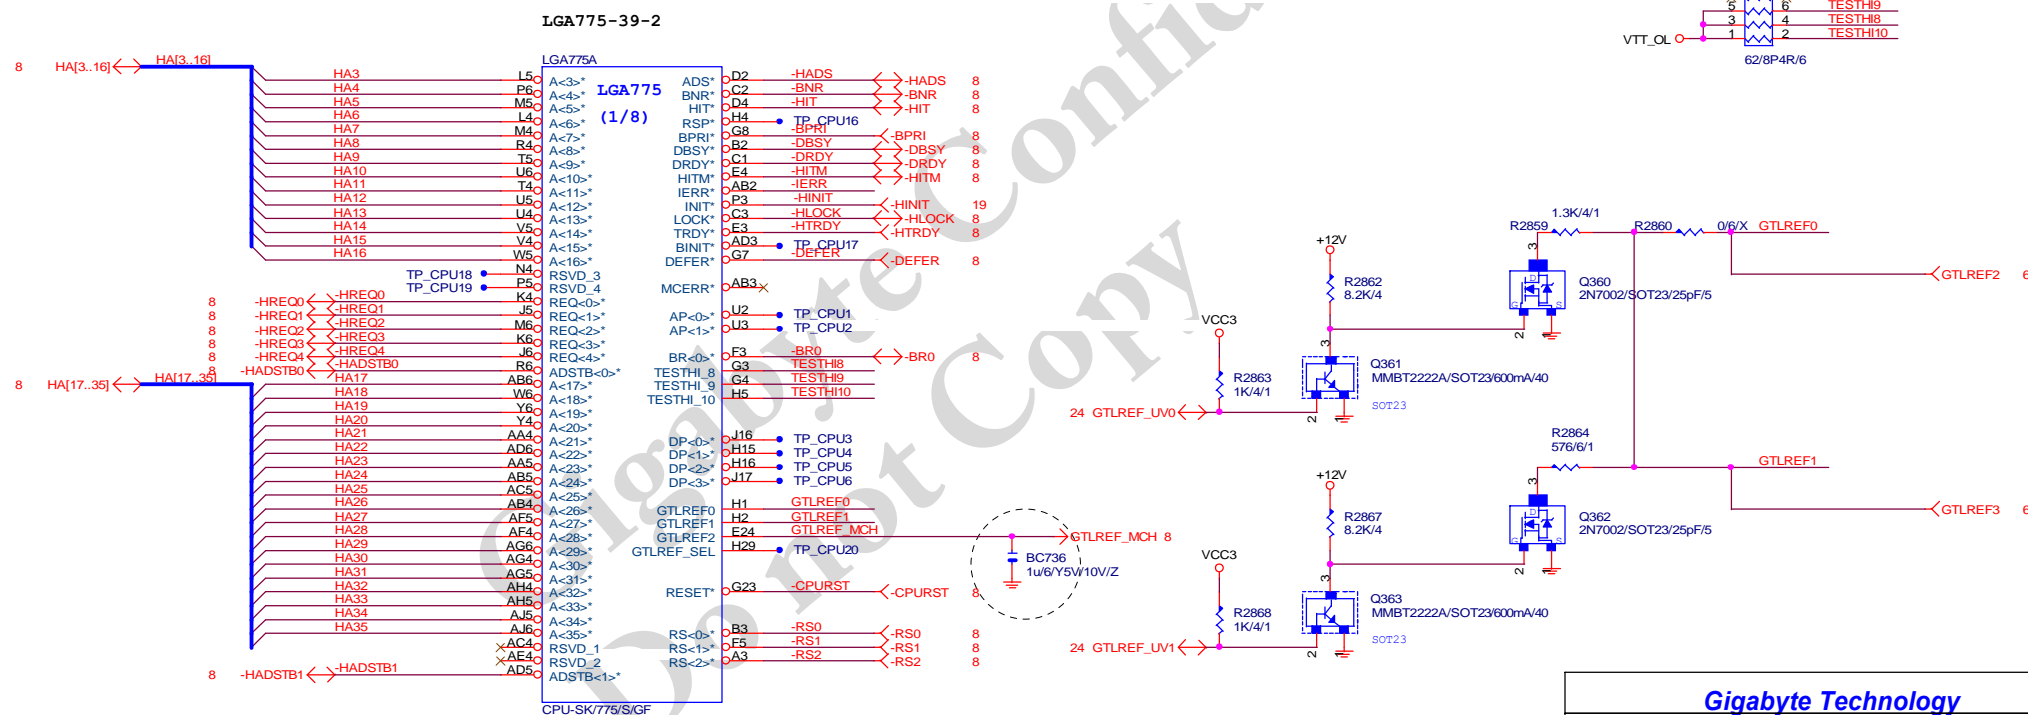 LGA775-39-2
LGA775A
LGA775
(1/8)
8 HA[3..16] HA[3..16]
HA3 L5 A<3>*
HA4 P6 A<4>*
HA5 M5 A<5>*
HA6 L4 A<6>*
HA7 M4 A<7>*
HA8 R4 A<8>*
HA9 T5 A<9>*
HA10 U6 A<10>*
HA11 T4 A<11>*
HA12 U5 A<12>*
HA13 U4 A<13>*
HA14 V5 A<14>*
HA15 V4 A<15>*
HA16 W5 A<16>*
TP_CPU18 N4 RSVD_3
TP_CPU19 P5 RSVD_4
8 -HREQ0 -HREQ0 K4 REQ<0>*
8 -HREQ1 -HREQ1 J5 REQ<1>*
8 -HREQ2 -HREQ2 M6 REQ<2>*
8 -HREQ3 -HREQ3 K6 REQ<3>*
8 -HREQ4 -HREQ4 J6 REQ<4>*
8 -HADSTB0 -HADSTB0 R6 ADSTB<0>*
8 HA[17..35] HA[17..35]
HA17 AB6 A<17>*
HA18 W6 A<18>*
HA19 Y6 A<19>*
HA20 Y4 A<20>*
HA21 AA4 A<21>*
HA22 AD6 A<22>*
HA23 AA5 A<23>*
HA24 AB5 A<24>*
HA25 AC5 A<25>*
HA26 AB4 A<26>*
HA27 AF5 A<27>*
HA28 AF4 A<28>*
HA29 AG6 A<29>*
HA30 AG4 A<30>*
HA31 AG5 A<31>*
HA32 AH4 A<32>*
HA33 AH5 A<33>*
HA34 AJ5 A<34>*
HA35 AJ6 A<35>*
AC4 RSVD_1
AE4 RSVD_2
8 -HADSTB1 -HADSTB1 AD5 ADSTB<1>*
CPU-SK/775/S/GF
ADS* D2 -HADS -HADS 8
BNR* C2 -BNR -BNR 8
HIT* D4 -HIT -HIT 8
RSP* H4 TP_CPU16
BPRI* G8 -BPRI -BPRI 8
DBSY* B2 -DBSY -DBSY 8
DRDY* C1 -DRDY -DRDY 8
HITM* E4 -HITM -HITM 8
IERR* AB2 -IERR
INIT* P3 -HINIT -HINIT 19
LOCK* C3 -HLOCK -HLOCK 8
TRDY* E3 -HTRDY -HTRDY 8
BINIT* AD3 TP_CPU17
DEFER* G7 -DEFER -DEFER 8
MCERR* AB3
AP<0>* U2 TP_CPU1
AP<1>* U3 TP_CPU2
BR<0>* F3 -BR0 -BR0 8
TESTHI_8 G3 TESTHI8
TESTHI_9 G4 TESTHI9
TESTHI_10 H5 TESTHI10
DP<0>* J16 TP_CPU3
DP<1>* H15 TP_CPU4
DP<2>* H16 TP_CPU5
DP<3>* J17 TP_CPU6
GTLREF0 H1 GTLREF0
GTLREF1 H2 GTLREF1
GTLREF2 E24 GTLREF_MCH GTLREF_MCH 8
GTLREF_SEL H29 TP_CPU20
BC736
1u/6/Y5V/10V/Z
RESET* G23 -CPURST -CPURST 8
RS<0>* B3 -RS0 -RS0 8
RS<1>* F5 -RS1 -RS1 8
RS<2>* A3 -RS2 -RS2 8
5 6 TESTHI9
3 4 TESTHI8
VTT_OL 1 2 TESTHI10
62/8P4R/6
1.3K/4/1
R2859 R2860 0/6/X GTLREF0
GTLREF2 6
+12V
R2862
8.2K/4
3
Q360
2N7002/SOT23/25pF/5
D
G
S
2 1
VCC3
R2863
1K/4/1
3
Q361
MMBT2222A/SOT23/600mA/40
SOT23
24 GTLREF_UV0
2 1
R2864
576/6/1
GTLREF1
GTLREF3 6
+12V
R2867
8.2K/4
3
Q362
2N7002/SOT23/25pF/5
D
G
S
2 1
VCC3
R2868
1K/4/1
3
Q363
MMBT2222A/SOT23/600mA/40
SOT23
24 GTLREF_UV1
2 1
Gigabyte Confid
Do not Copy
Gigabyte Technology